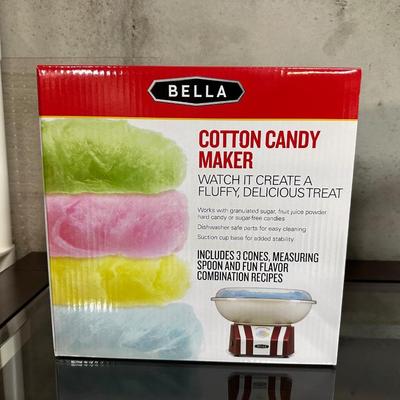 BELLA
COTTON CANDY
MAKER
WATCH IT CREATE A
FLUFFY, DELICIOUS TREAT
Works with granulated sugar, fruit juice powder
hard candy or sugar-free candies
Dishwasher safe parts for easy cleaning
Suction cup base for added stability
INCLUDES 3 CONES, MEASURING
SPOON AND FUN FLAVOR
COMBINATION RECIPES
BELLA